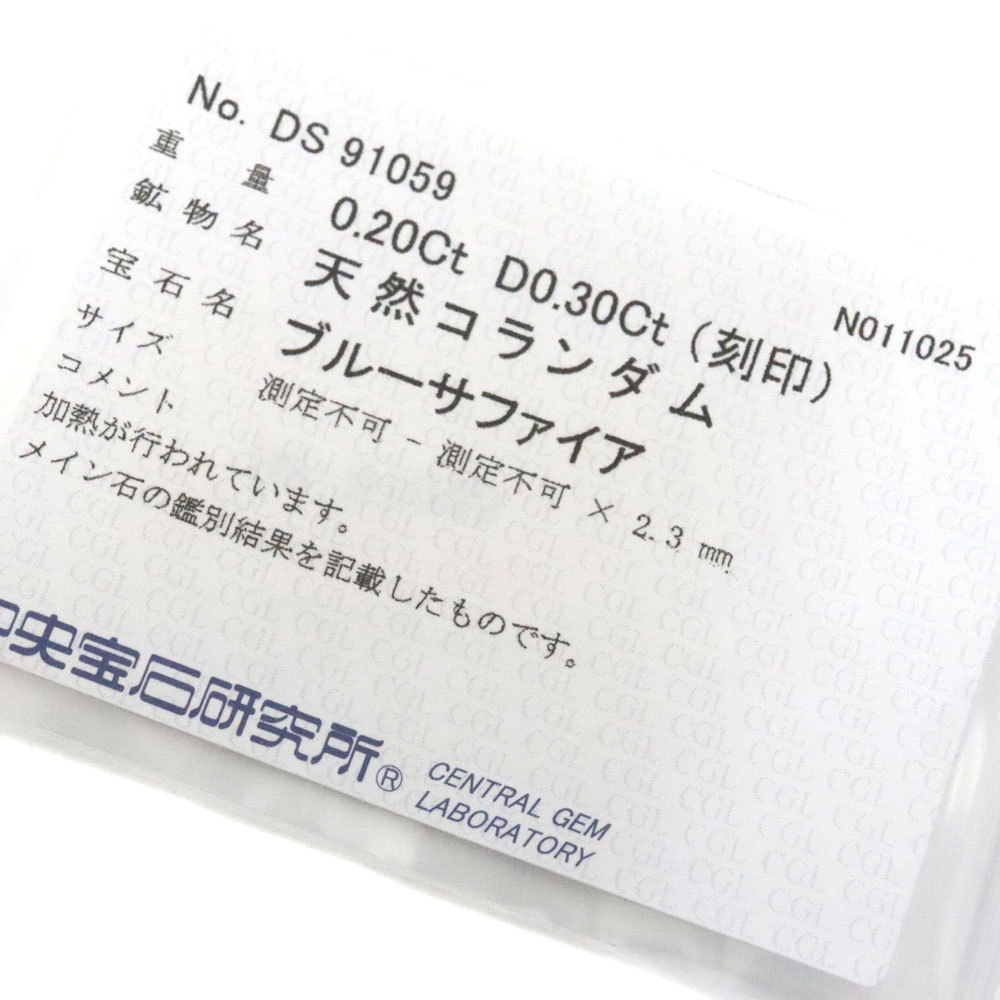 No. DS 91059
重量 0.20Ct D0.30Ct (刻印) N011025
鉱物名 天然コランダム
宝石名 ブルーサファイア
サイズ 測定不可 - 測定不可 × 2.3 mm
コメント
加熱が行われています。
メイン石の鑑別結果を記載したものです。
中央宝石研究所® CENTRAL GEM
LABORATORY